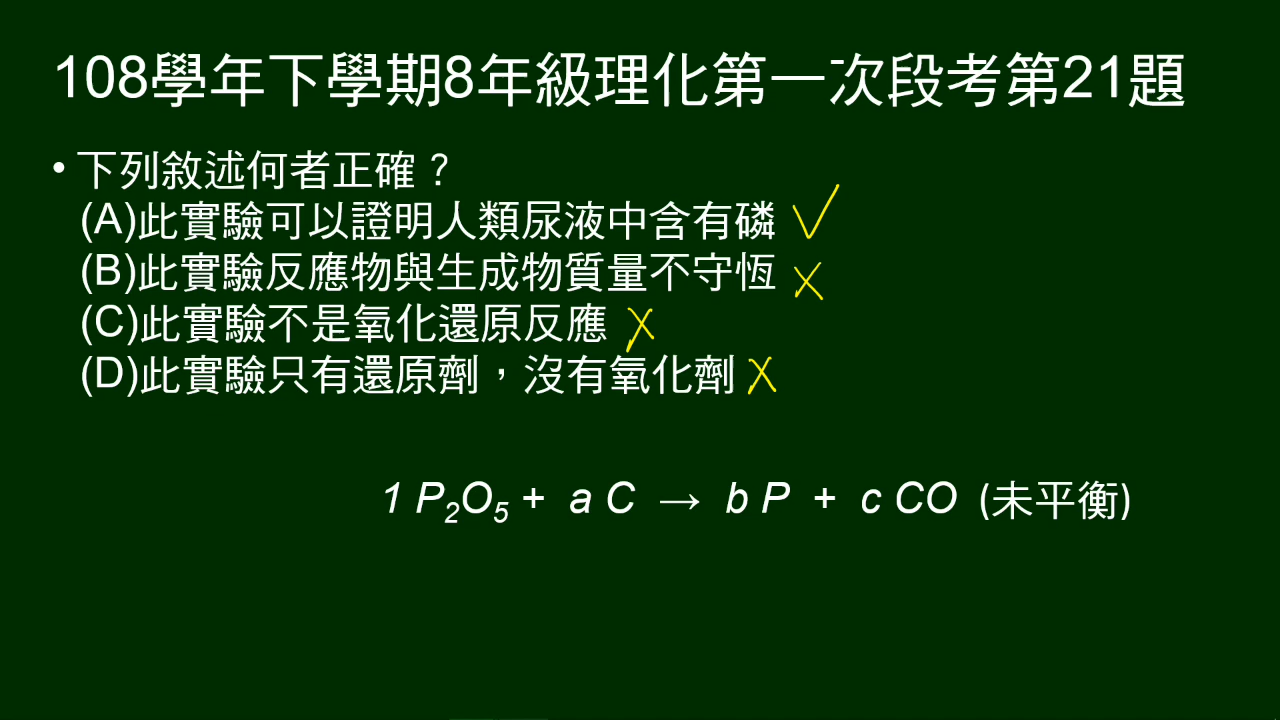 108學年下學期8年級理化第一次段考第21題
• 下列敘述何者正確？
(A)此實驗可以證明人類尿液中含有磷 ✓
(B)此實驗反應物與生成物質量不守恆 ✗
(C)此實驗不是氧化還原反應 ✗
(D)此實驗只有還原劑，沒有氧化劑 ✗
1 P₂O₅ + a C → b P + c CO (未平衡)